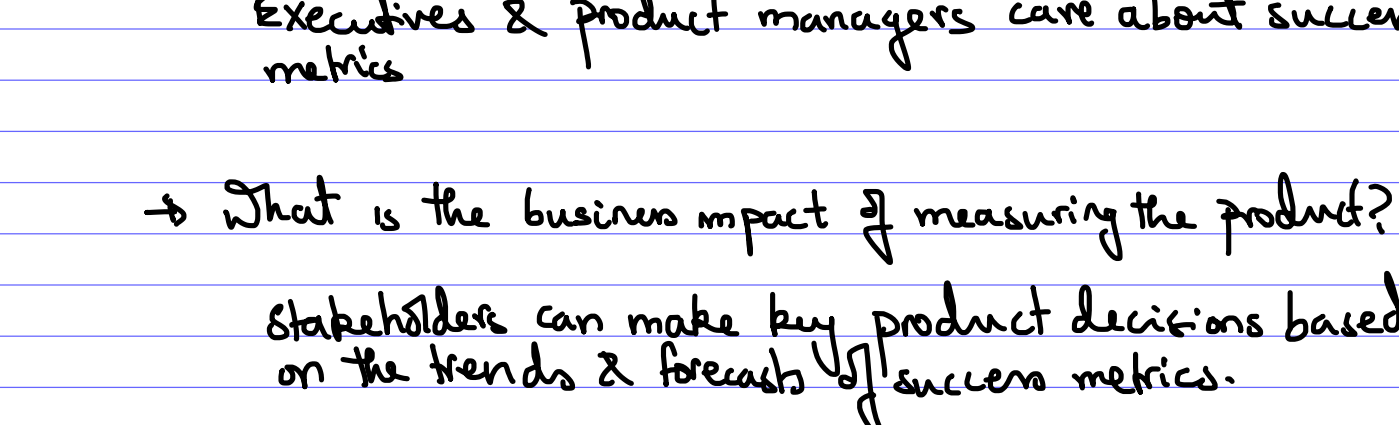 Executives & product managers care about succes
metrics
→ What is the business impact of measuring the product?
stakeholders can make key product decisions based
on the trends & forecasts of success metrics.